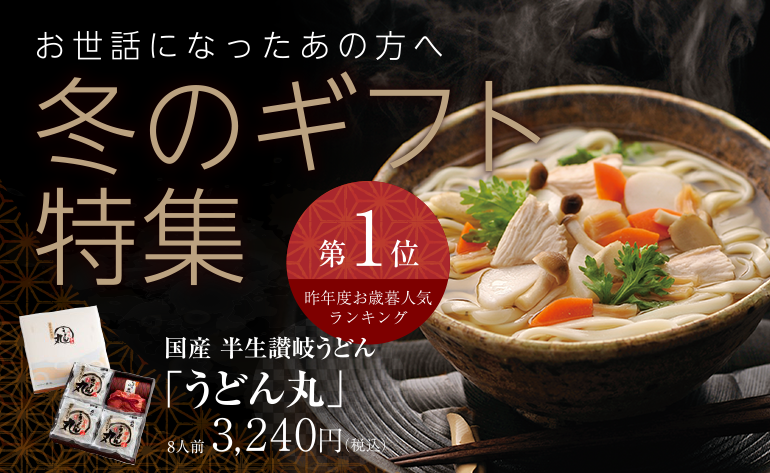 お世話になったあの方へ
冬のギフト
特集
第1位
昨年度お歳暮人気
ランキング
国産 半生讃岐うどん
「うどん丸」
8人前 3,240円(税込)